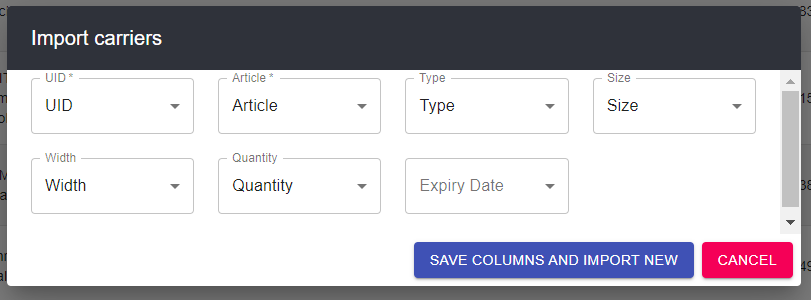 Import carriers
UID * Article * Type Size
UID Article Type Size
Width Quantity
Width Quantity Expiry Date
SAVE COLUMNS AND IMPORT NEW CANCEL